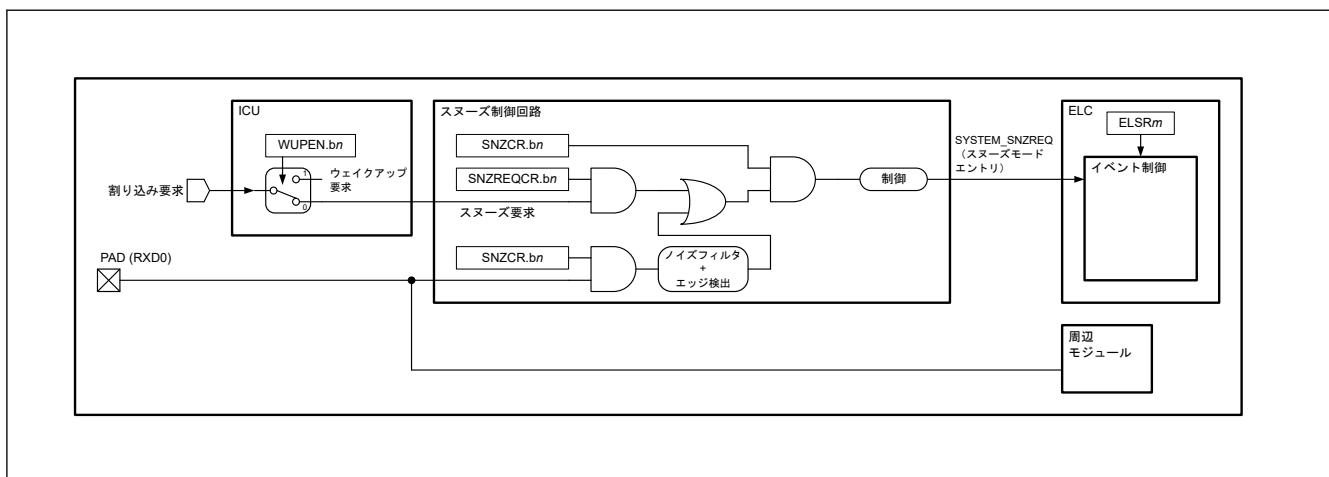 ICU
WUPEN.bn
1
ウェイクアップ
要求
0
割り込み要求
スヌーズ要求
PAD (RXD0)
スヌーズ制御回路
SNZCR.bn
SNZREQCR.bn
SNZCR.bn
ノイズフィルタ
+
エッジ検出
制御
SYSTEM_SNZREQ
（スヌーズモード
エントリ）
ELC
ELSRm
イベント制御
周辺
モジュール